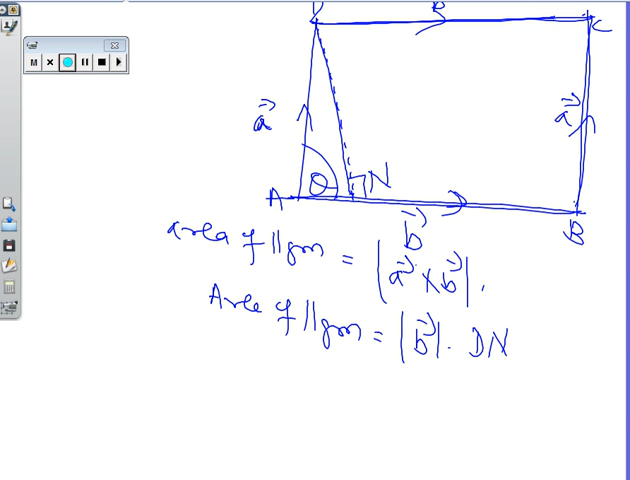 D
C
M
a⃗
a⃗
θ
N
A
b⃗
B
area of ||gm = |a⃗ × b⃗|.
Area of ||gm = |b⃗|. DN